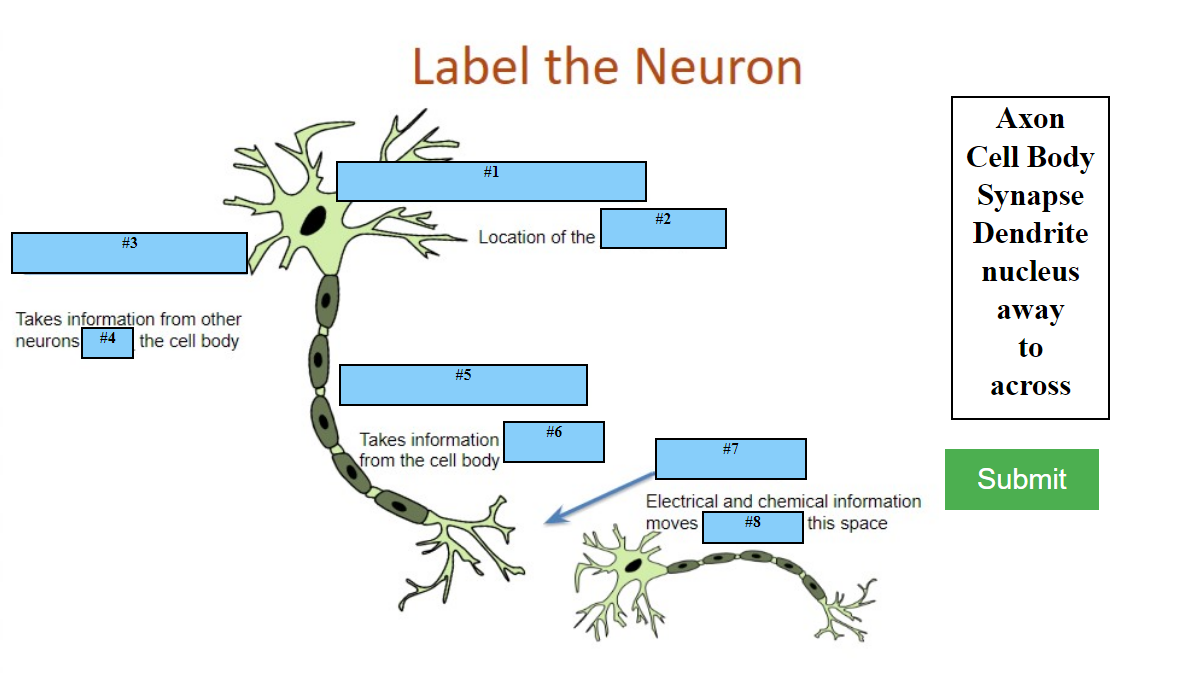 Label the Neuron
Axon
Cell Body
Synapse
Dendrite
nucleus
away
to
across
#1
#2
Location of the
#3
Takes information from other
neurons #4 the cell body
#5
Takes information #6
from the cell body
#7
Electrical and chemical information
moves #8 this space
Submit